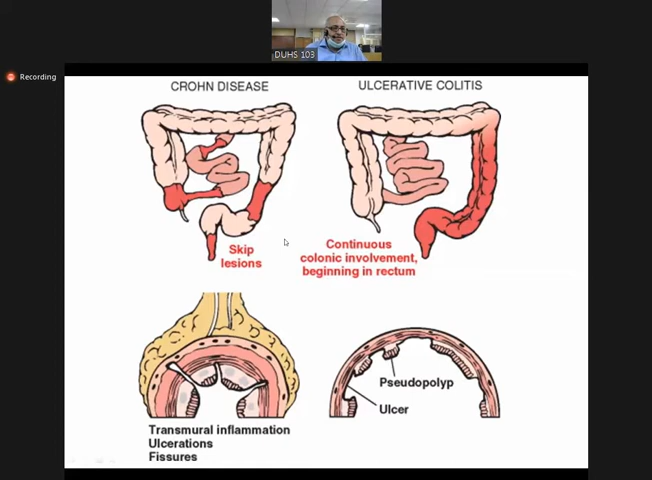 DUHS 103
Recording
CROHN DISEASE
ULCERATIVE COLITIS
Skip
lesions
Continuous
colonic involvement,
beginning in rectum
Pseudopolyp
Ulcer
Transmural inflammation
Ulcerations
Fissures